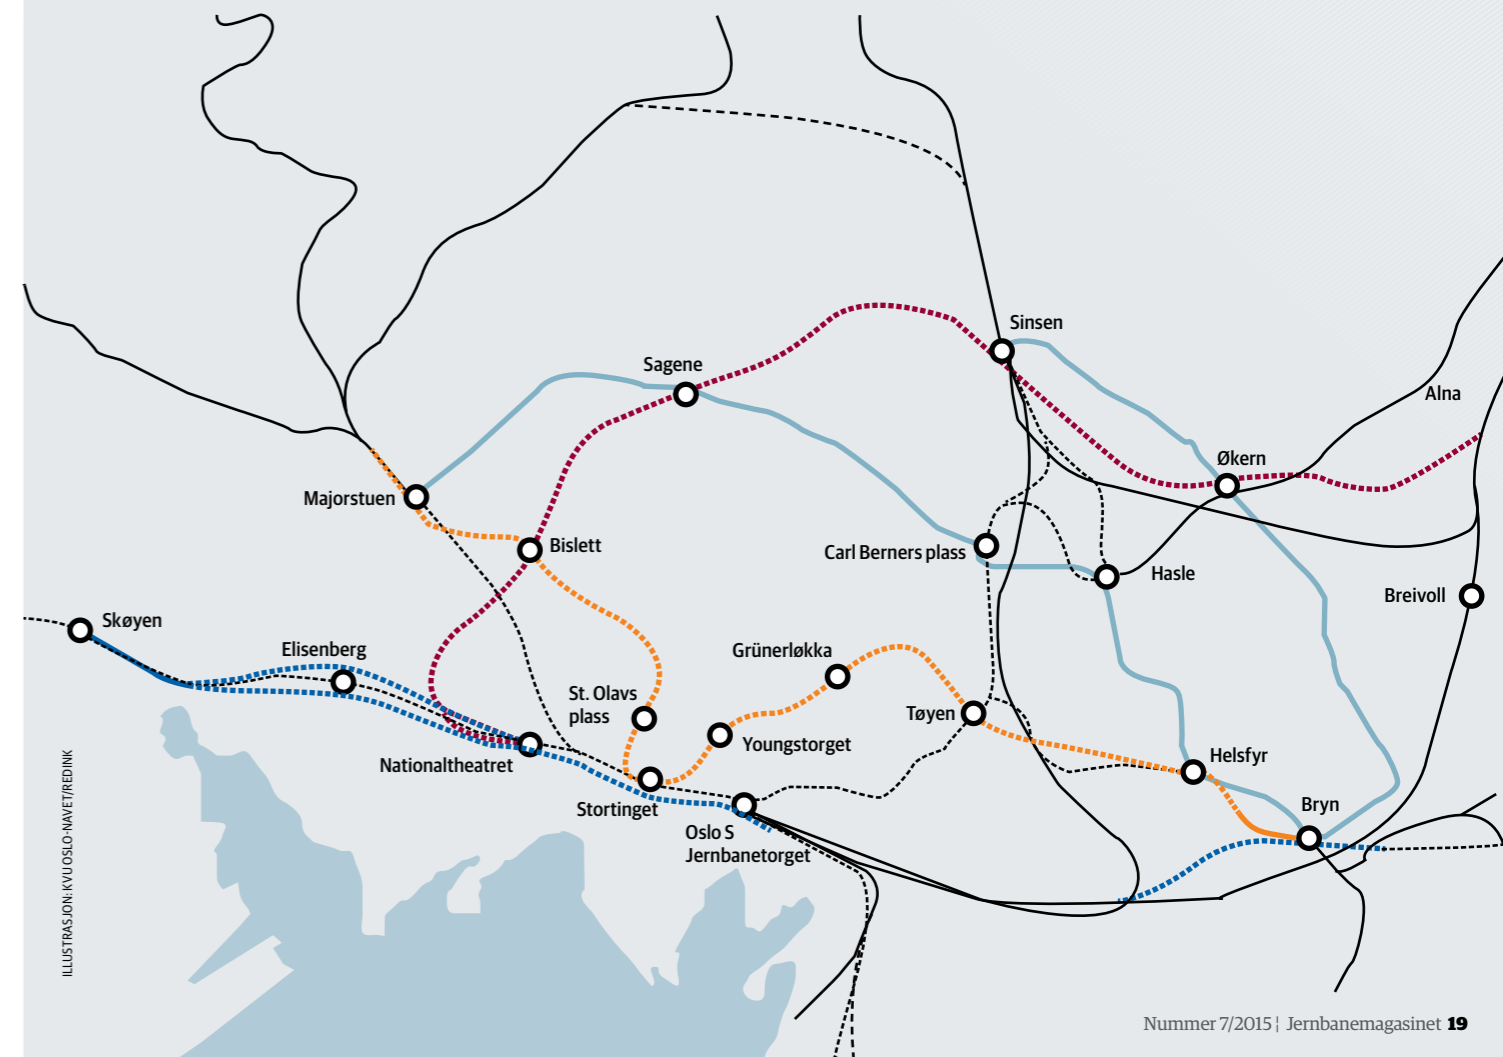 Sinsen
Sagene
Alna
Økern
Majorstuen
Bislett
Carl Berners plass
Hasle
Breivoll
Skøyen
Elisenberg
Grünerløkka
St. Olavs
plass
Tøyen
Youngstorget
Nationaltheatret
Helsfyr
Stortinget
Bryn
Oslo S
Jernbanetorget
ILLUSTRASJON: KVU OSLO-NAVET/REDINK
Nummer 7/2015 | Jernbanemagasinet 19